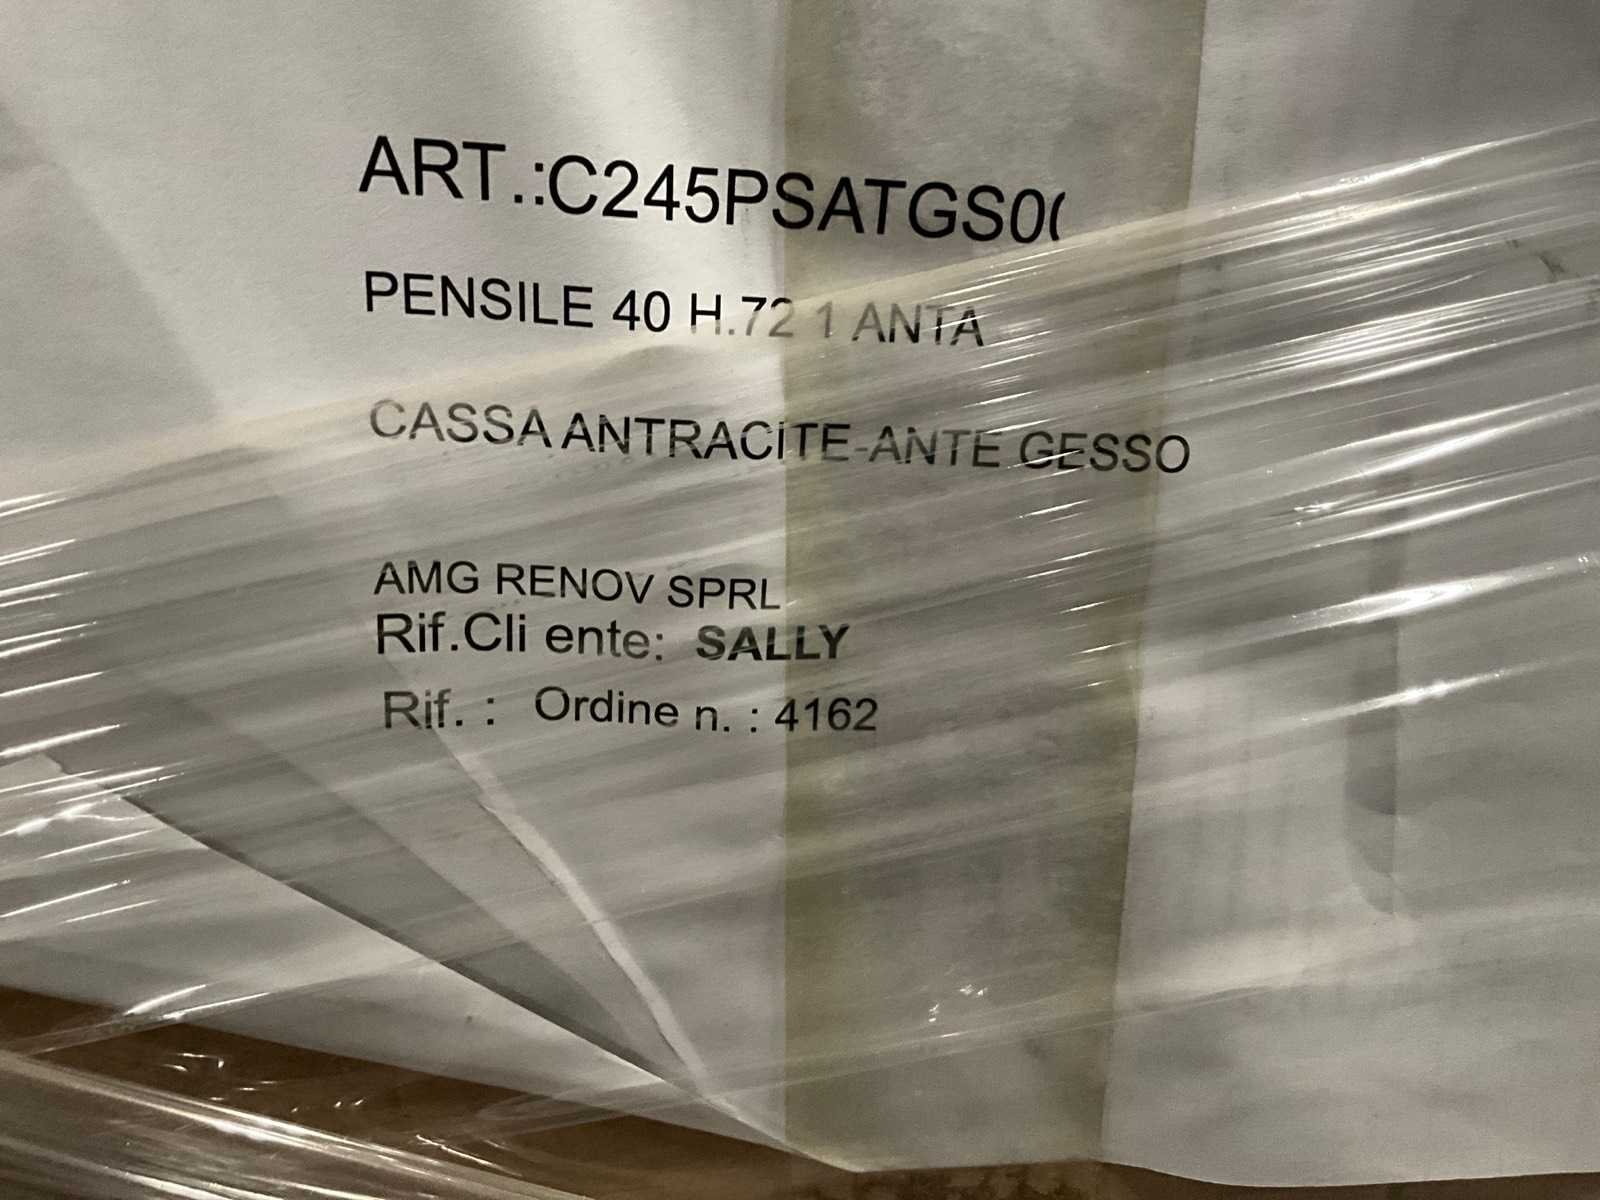 ART.:C245PSATGS0
PENSILE 40 H.72 1 ANTA
CASSA ANTRACITE-ANTE GESSO
AMG RENOV SPRL
Rif.Cli ente: SALLY
Rif. : Ordine n. : 4162